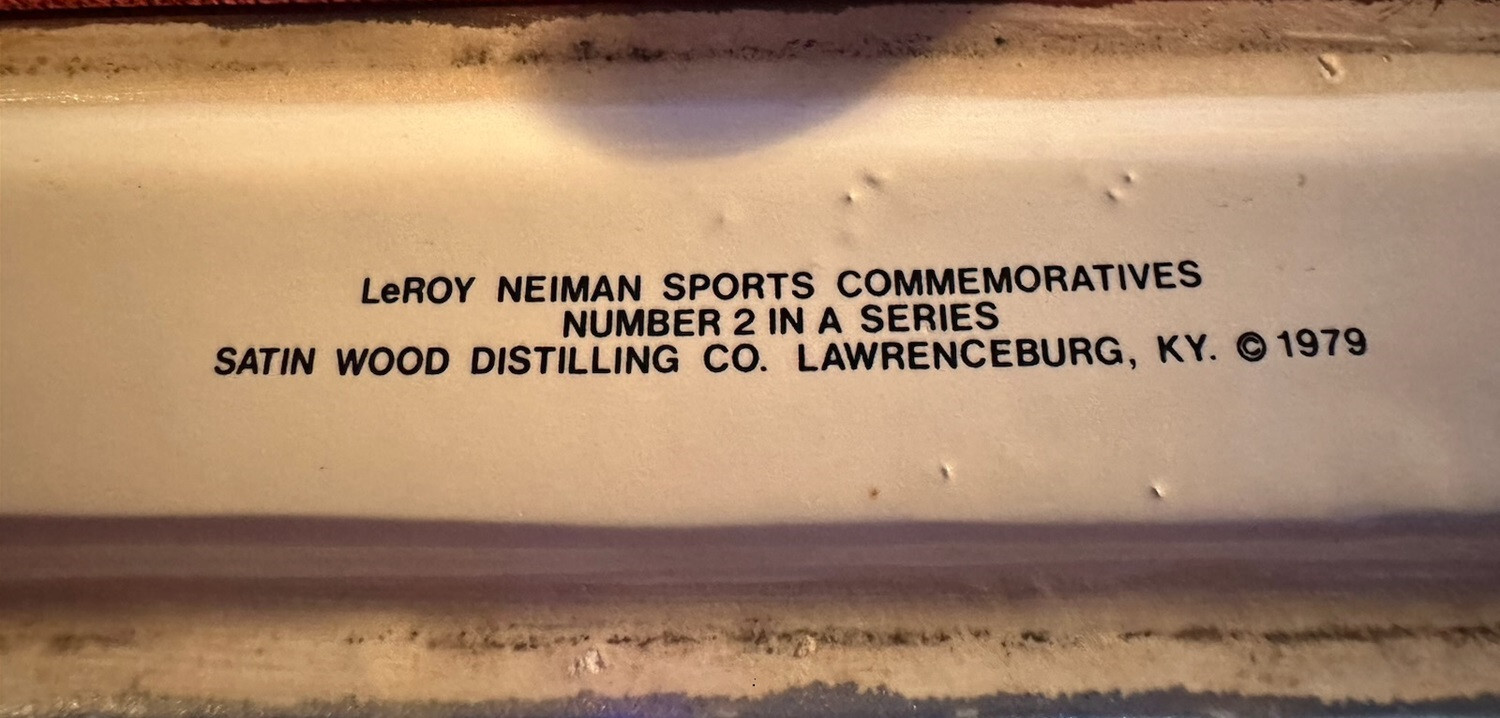 LeROY NEIMAN SPORTS COMMEMORATIVES
NUMBER 2 IN A SERIES
SATIN WOOD DISTILLING CO. LAWRENCEBURG, KY. © 1979